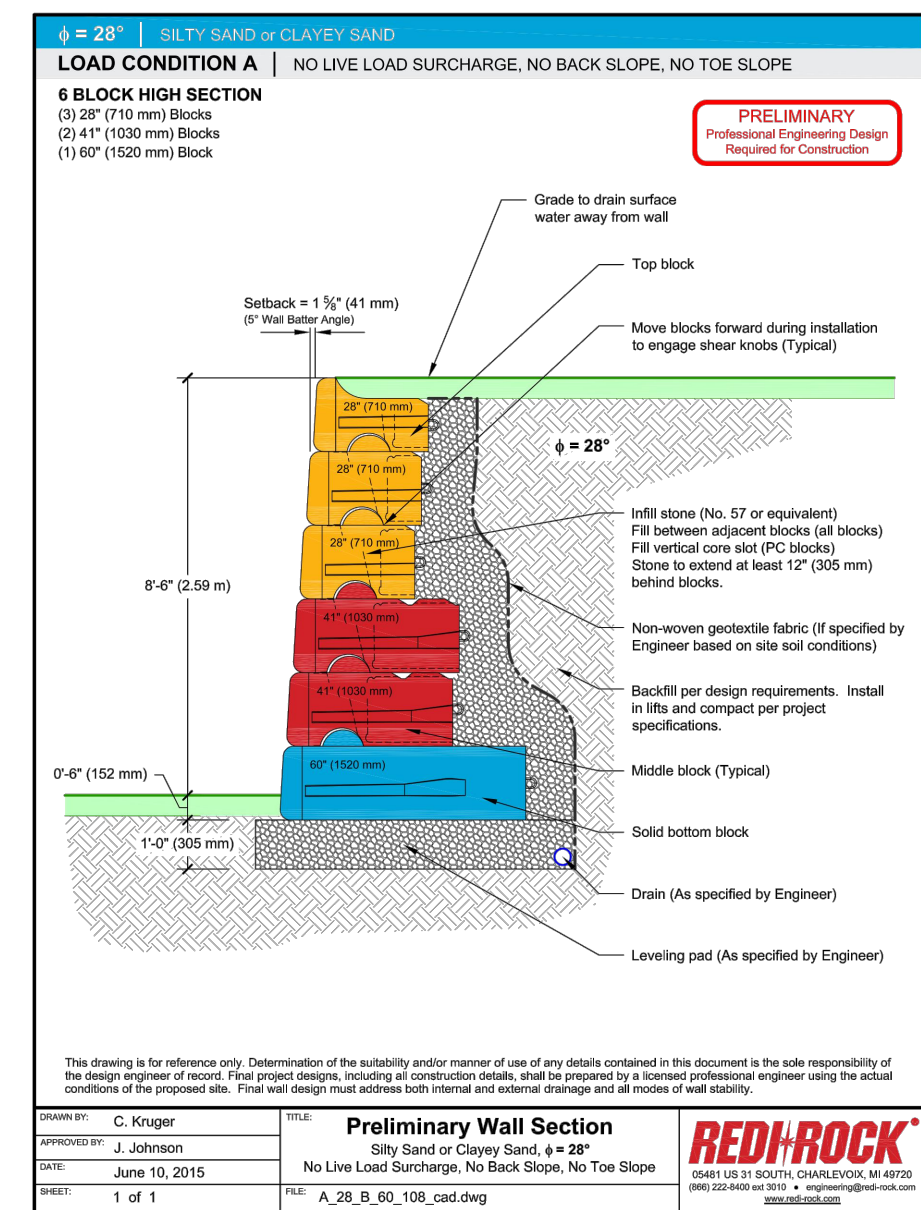 ϕ = 28° | SILTY SAND or CLAYEY SAND
LOAD CONDITION A | NO LIVE LOAD SURCHARGE, NO BACK SLOPE, NO TOE SLOPE
6 BLOCK HIGH SECTION
(3) 28" (710 mm) Blocks
(2) 41" (1030 mm) Blocks
(1) 60" (1520 mm) Block
PRELIMINARY
Professional Engineering Design
Required for Construction
Grade to drain surface
water away from wall
Top block
Setback = 1 ⅝" (41 mm)
(5° Wall Batter Angle)
Move blocks forward during installation
to engage shear knobs (Typical)
28" (710 mm)
ϕ = 28°
28" (710 mm)
Infill stone (No. 57 or equivalent)
Fill between adjacent blocks (all blocks)
Fill vertical core slot (PC blocks)
Stone to extend at least 12" (305 mm)
behind blocks.
28" (710 mm)
8'-6" (2.59 m)
41" (1030 mm)
Non-woven geotextile fabric (If specified by
Engineer based on site soil conditions)
41" (1030 mm)
Backfill per design requirements. Install
in lifts and compact per project
specifications.
60" (1520 mm)
0'-6" (152 mm)
Middle block (Typical)
Solid bottom block
1'-0" (305 mm)
Drain (As specified by Engineer)
Leveling pad (As specified by Engineer)
This drawing is for reference only. Determination of the suitability and/or manner of use of any details contained in this document is the sole responsibility of
the design engineer of record. Final project designs, including all construction details, shall be prepared by a licensed professional engineer using the actual
conditions of the proposed site. Final wall design must address both internal and external drainage and all modes of wall stability.
DRAWN BY: C. Kruger
APPROVED BY: J. Johnson
DATE: June 10, 2015
SHEET: 1 of 1
TITLE: Preliminary Wall Section
Silty Sand or Clayey Sand, ϕ = 28°
No Live Load Surcharge, No Back Slope, No Toe Slope
FILE: A_28_B_60_108_cad.dwg
REDI ROCK
05481 US 31 SOUTH, CHARLEVOIX, MI 49720
(866) 222-8400 ext 3010 • engineering@redi-rock.com
www.redi-rock.com